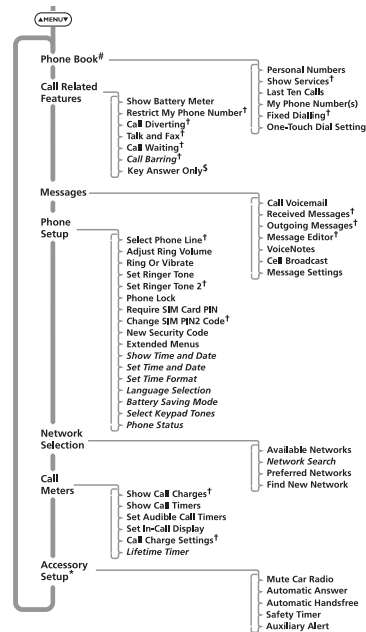 ▲MENU▼
Phone Book#
Personal Numbers
Show Services†
Last Ten Calls
My Phone Number(s)
Fixed Dialling†
One-Touch Dial Setting
Call Related
Features
Show Battery Meter
Restrict My Phone Number†
Call Diverting†
Talk and Fax†
Call Waiting†
Call Barring†
Key Answer Only$
Messages
Call Voicemail
Received Messages†
Outgoing Messages†
Message Editor†
VoiceNotes
Cell Broadcast
Message Settings
Phone
Setup
Select Phone Line†
Adjust Ring Volume
Ring Or Vibrate
Set Ringer Tone
Set Ringer Tone 2†
Phone Lock
Require SIM Card PIN
Change SIM PIN2 Code†
New Security Code
Extended Menus
Show Time and Date
Set Time and Date
Set Time Format
Language Selection
Battery Saving Mode
Select Keypad Tones
Phone Status
Network
Selection
Available Networks
Network Search
Preferred Networks
Find New Network
Call
Meters
Show Call Charges†
Show Call Timers
Set Audible Call Timers
Set In-Call Display
Call Charge Settings†
Lifetime Timer
Accessory
Setup*
Mute Car Radio
Automatic Answer
Automatic Handsfree
Safety Timer
Auxiliary Alert